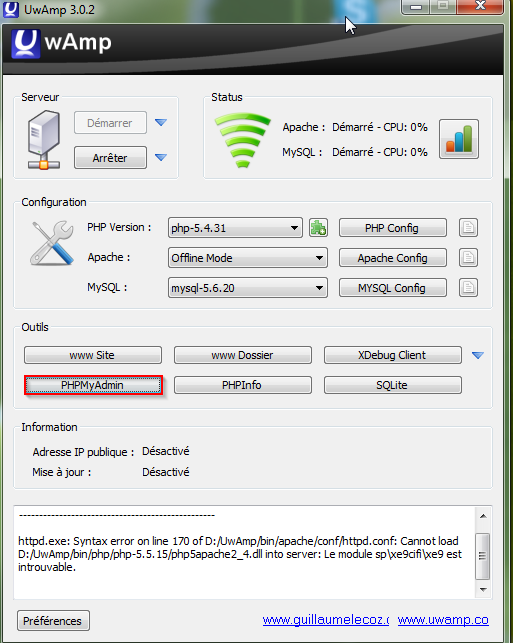 UwAmp 3.0.2
UwAmp
Serveur
Démarrer
Arrêter
Status
Apache : Démarré - CPU: 0%
MySQL : Démarré - CPU: 0%
Configuration
PHP Version : php-5.4.31 PHP Config
Apache : Offline Mode Apache Config
MySQL : mysql-5.6.20 MYSQL Config
Outils
www Site www Dossier XDebug Client
PHPMyAdmin PHPInfo SQLite
Information
Adresse IP publique : Désactivé
Mise à jour : Désactivé
-------------------------------------------------
httpd.exe: Syntax error on line 170 of D:/UwAmp/bin/apache/conf/httpd.conf: Cannot load
D:/UwAmp/bin/php/php-5.5.15/php5apache2_4.dll into server: Le module sp\xe9cifi\xe9 est
introuvable.
Préférences www.guillaumelecoz.c www.uwamp.co